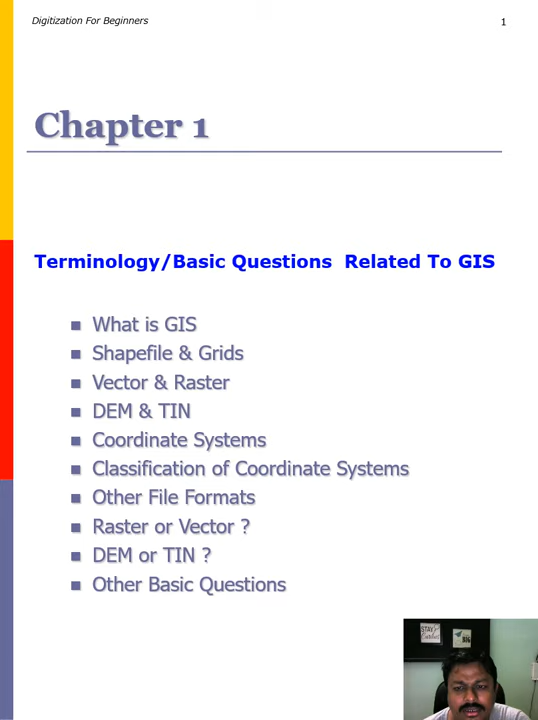 Digitization For Beginners
1
Chapter 1
Terminology/Basic Questions Related To GIS
What is GIS
Shapefile & Grids
Vector & Raster
DEM & TIN
Coordinate Systems
Classification of Coordinate Systems
Other File Formats
Raster or Vector ?
DEM or TIN ?
Other Basic Questions
STAY
BIG